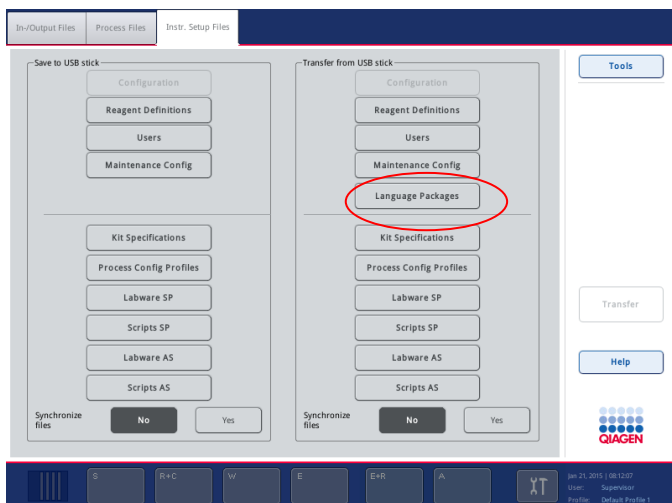 In-/Output Files
Process Files
Instr. Setup Files
Save to USB stick
Configuration
Reagent Definitions
Users
Maintenance Config
Kit Specifications
Process Config Profiles
Labware SP
Scripts SP
Labware AS
Scripts AS
Synchronize
files
No
Yes
Transfer from USB stick
Configuration
Reagent Definitions
Users
Maintenance Config
Language Packages
Kit Specifications
Process Config Profiles
Labware SP
Scripts SP
Labware AS
Scripts AS
Synchronize
files
No
Yes
Tools
Transfer
Help
QIAGEN
S
R+C
W
E
E+R
A
Jan 21, 2015 | 08:12:07
User: Supervisor
Profile: Default Profile 1